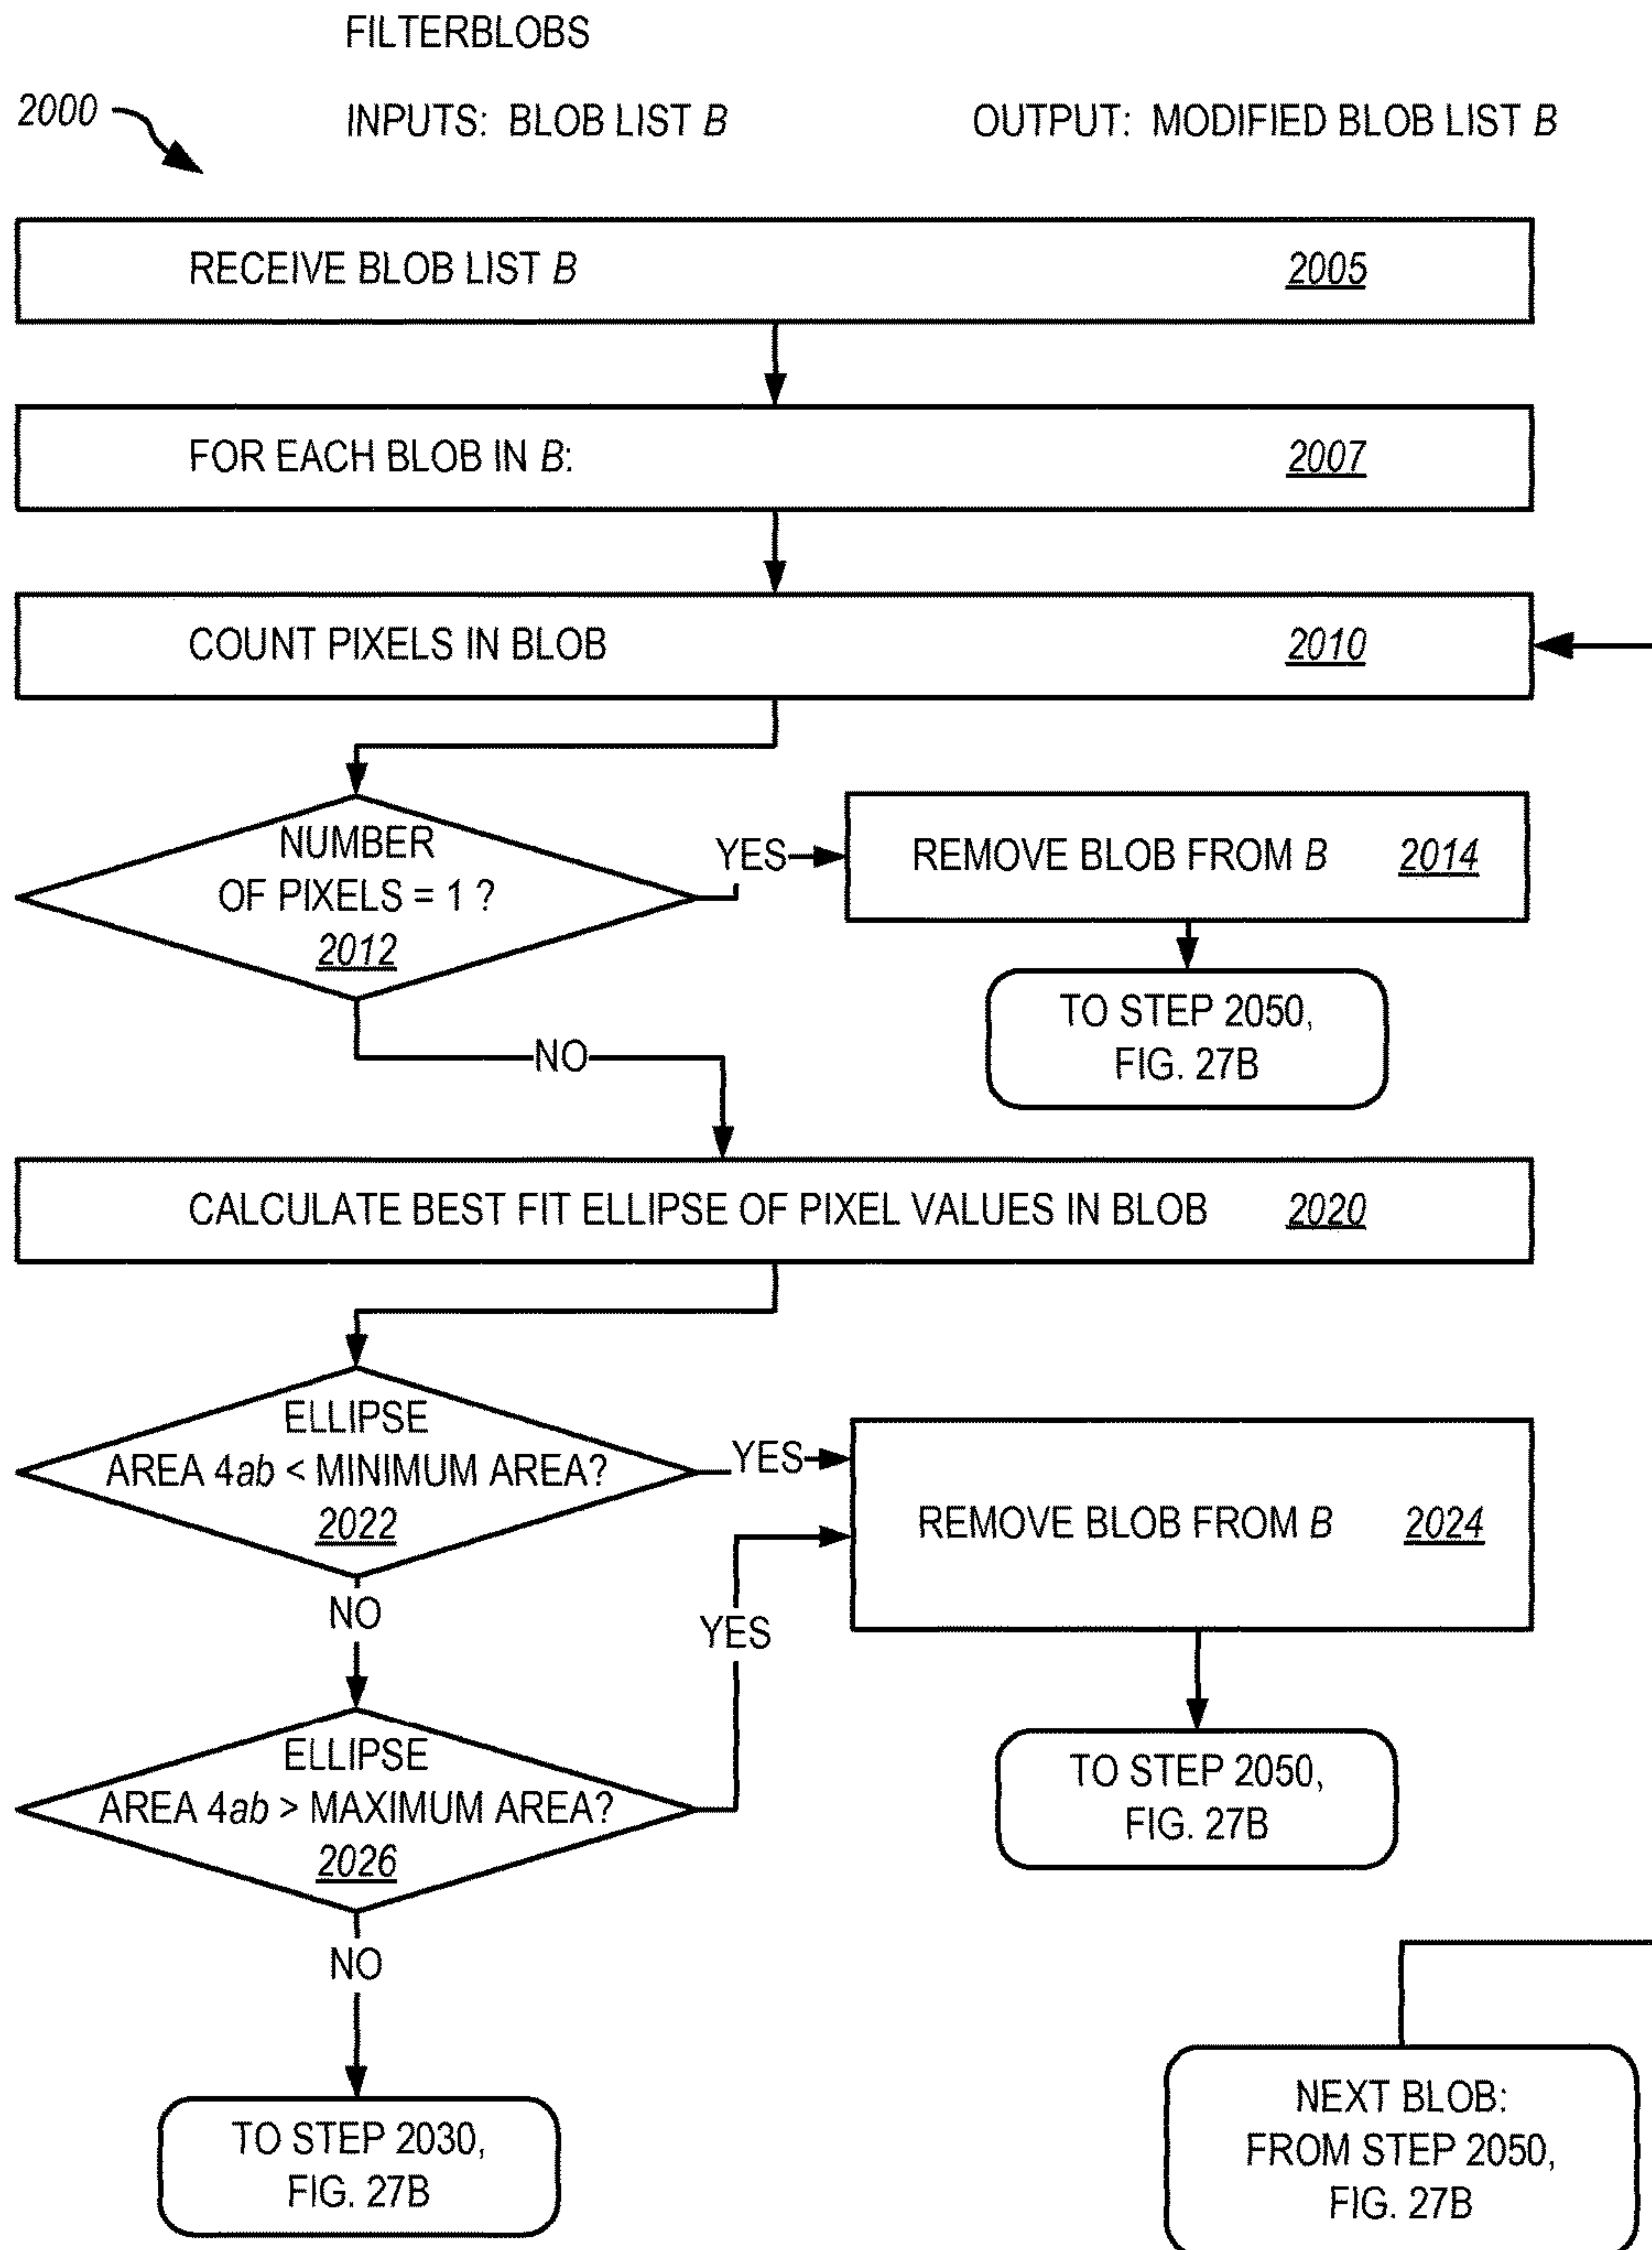 FILTERBLOBS
2000
INPUTS: BLOB LIST B
OUTPUT: MODIFIED BLOB LIST B
RECEIVE BLOB LIST B 2005
FOR EACH BLOB IN B: 2007
COUNT PIXELS IN BLOB 2010
NUMBER
OF PIXELS = 1 ?
2012
YES
REMOVE BLOB FROM B 2014
TO STEP 2050,
FIG. 27B
NO
CALCULATE BEST FIT ELLIPSE OF PIXEL VALUES IN BLOB 2020
ELLIPSE
AREA 4ab < MINIMUM AREA?
2022
YES
REMOVE BLOB FROM B 2024
NO
YES
TO STEP 2050,
FIG. 27B
ELLIPSE
AREA 4ab > MAXIMUM AREA?
2026
NO
TO STEP 2030,
FIG. 27B
NEXT BLOB:
FROM STEP 2050,
FIG. 27B